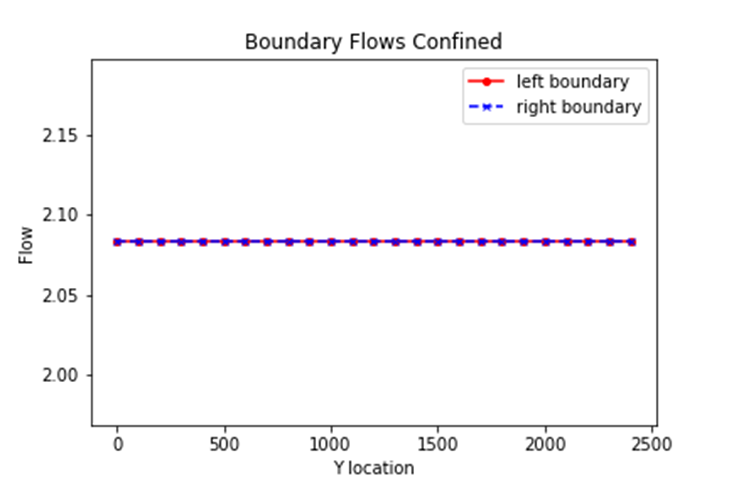 Boundary Flows Confined
left boundary
right boundary
2.15
2.10
2.05
2.00
Flow
0 500 1000 1500 2000 2500
Y location